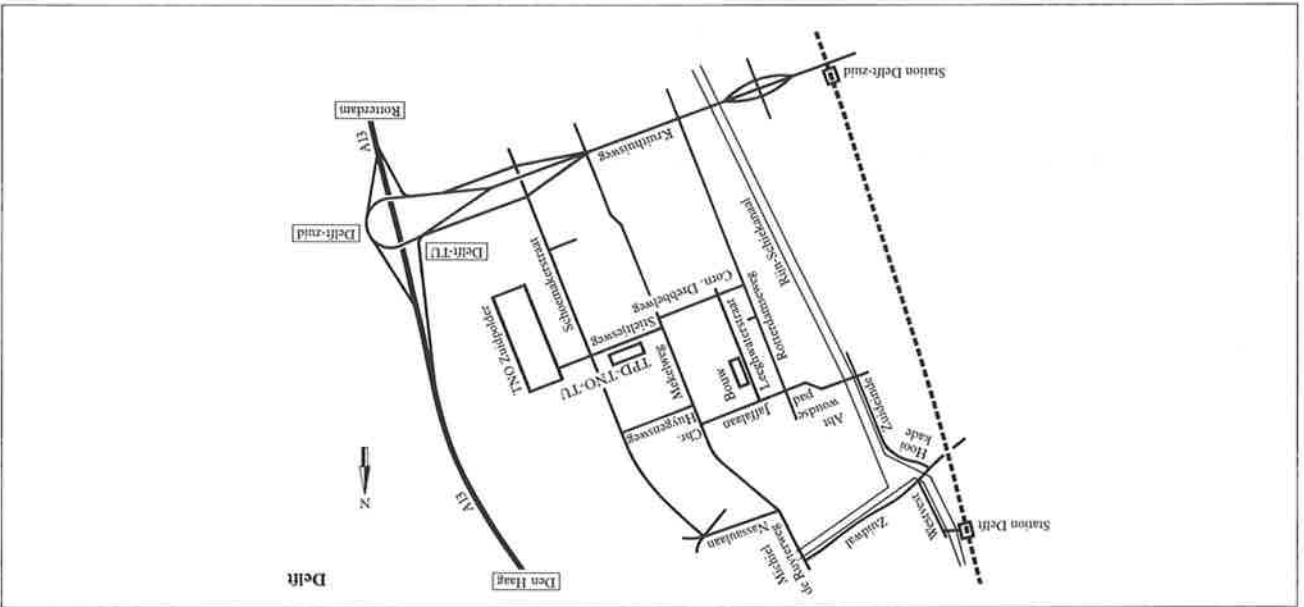 Delft
Den Haag
Station Delft
Westvest
Zuidwal
Michiel
de Ruyterweg
Nassaulaan
A13
N
Hooi
kade
Zuideinde
Abt
woudse
pad
Jaffalaan
Chr.
Huygensweg
Bouw
Leeghwaterstraat
Mekelweg
TPD-TNO-TU
TNO Zuidpolder
Rotterdamseweg
Corn. Drebbelweg
Stieltjesweg
Schoemakerstraat
Rijn-Schiekanaal
Delft-TU
Delft-zuid
Kruithuisweg
A13
Rotterdam
Station Delft-zuid